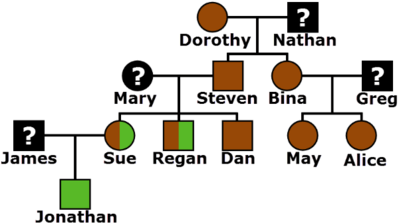 ?
Dorothy Nathan
? ?
Mary Steven Bina Greg
?
James Sue Regan Dan May Alice
Jonathan